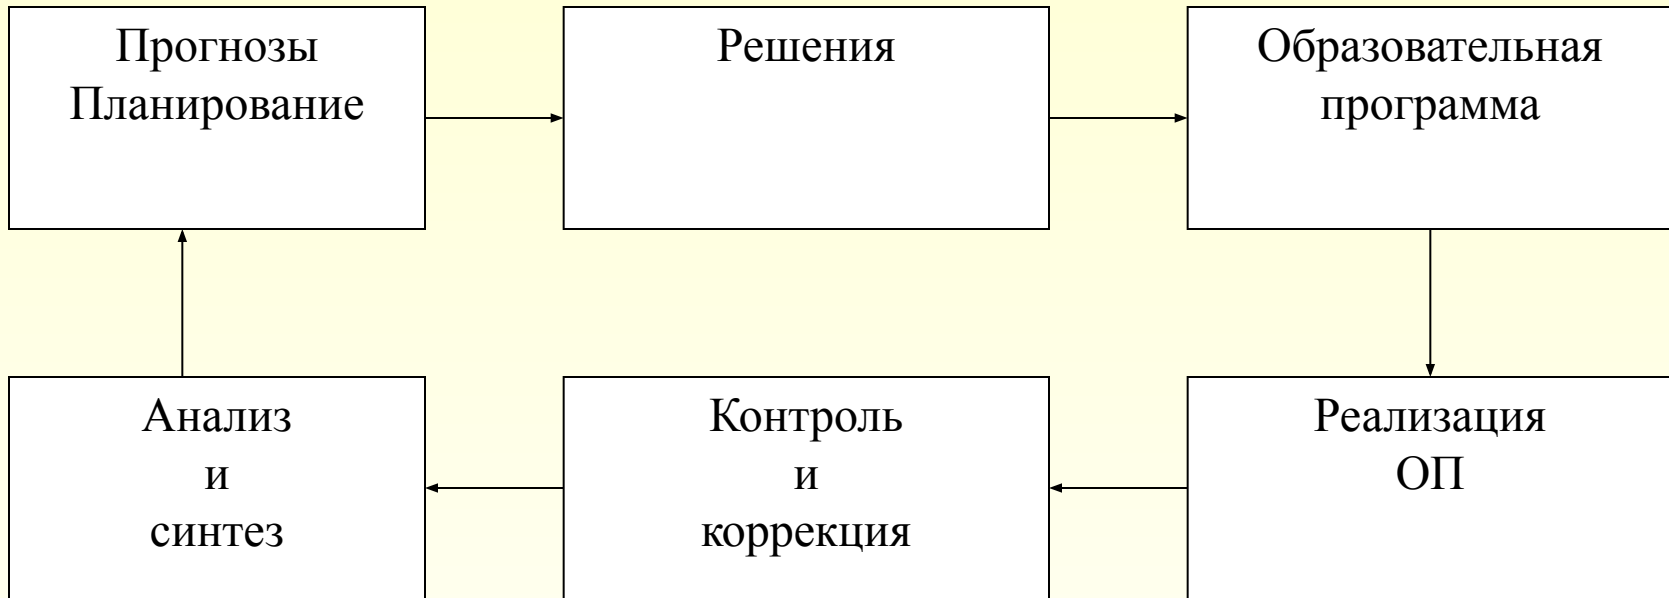 Прогнозы
Планирование
Решения
Образовательная
программа
Анализ
и
синтез
Контроль
и
коррекция
Реализация
ОП